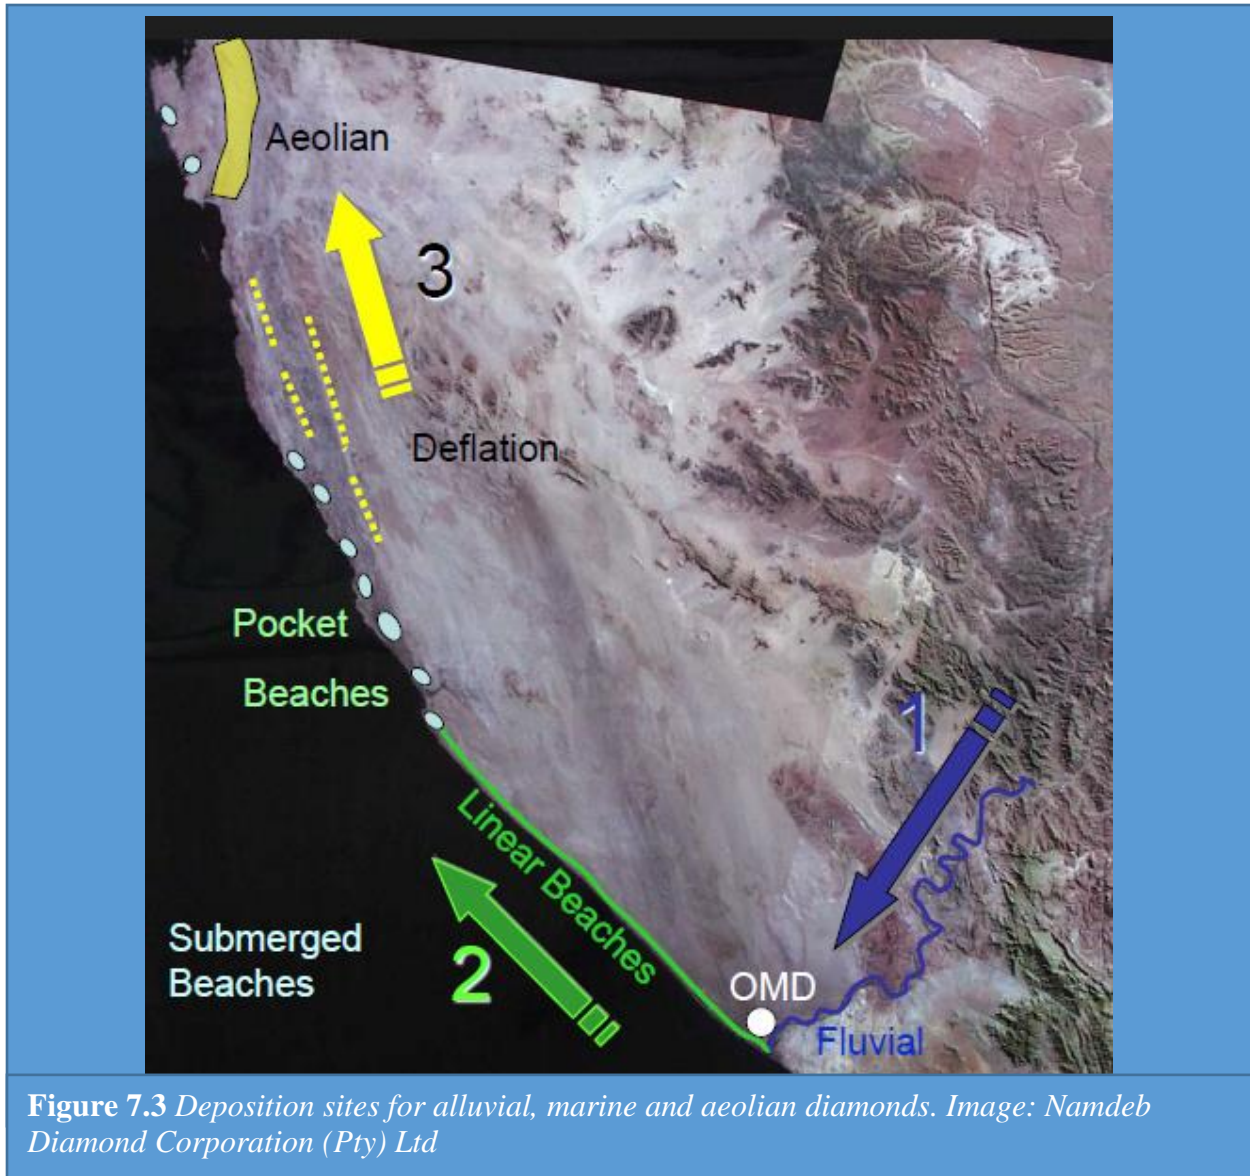 Aeolian
3
Deflation
Pocket
Beaches
1
Linear Beaches
Submerged
Beaches
2
OMD
Fluvial
Figure 7.3 Deposition sites for alluvial, marine and aeolian diamonds. Image: Namdeb
Diamond Corporation (Pty) Ltd